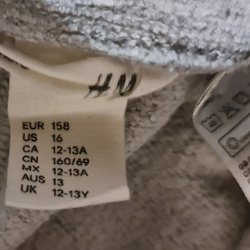 EUR 158
US 16
CA 12-13A
CN 160/69
MX 12-13A
AUS 13
UK 12-13Y